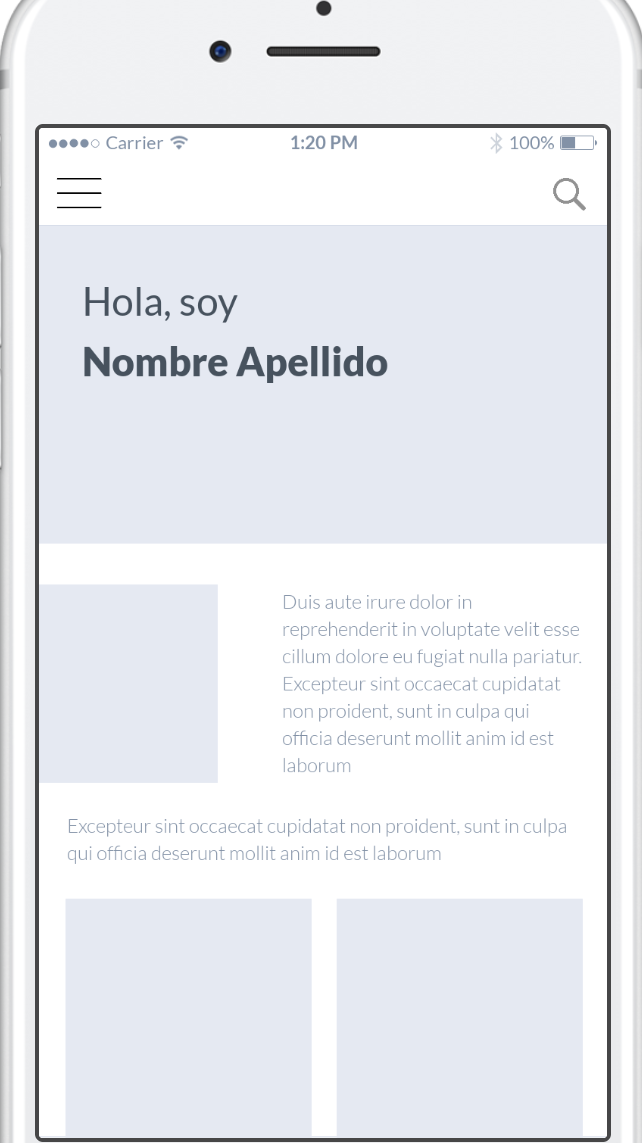 Carrier 1:20 PM 100%
Hola, soy
Nombre Apellido
Duis aute irure dolor in
reprehenderit in voluptate velit esse
cillum dolore eu fugiat nulla pariatur.
Excepteur sint occaecat cupidatat
non proident, sunt in culpa qui
officia deserunt mollit anim id est
laborum
Excepteur sint occaecat cupidatat non proident, sunt in culpa
qui officia deserunt mollit anim id est laborum